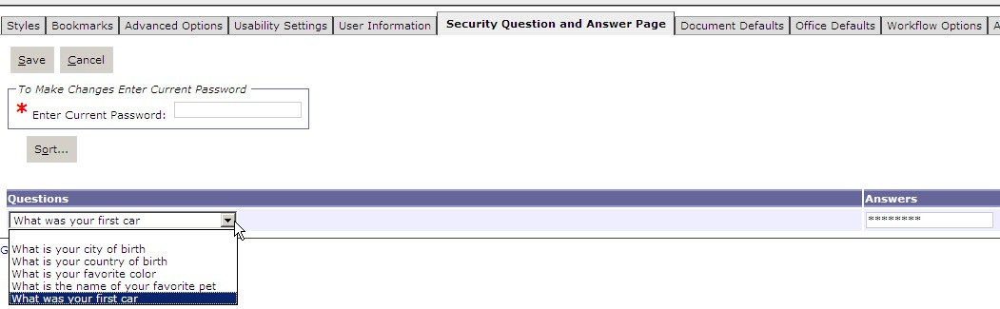 Styles Bookmarks Advanced Options Usability Settings User Information Security Question and Answer Page Document Defaults Office Defaults Workflow Options A
Save Cancel
To Make Changes Enter Current Password
* Enter Current Password:
Sort...
Questions Answers
What was your first car ********
G
What is your city of birth
What is your country of birth
What is your favorite color
What is the name of your favorite pet
What was your first car